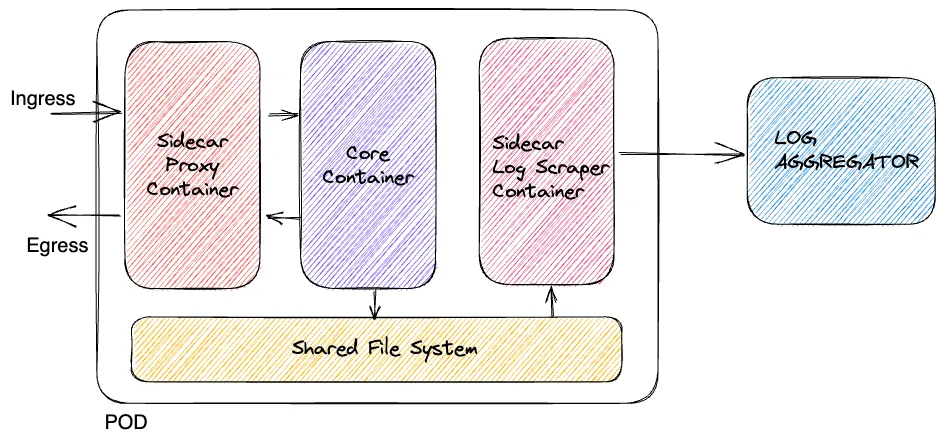 Ingress
Egress
Sidecar
Proxy
Container
Core
Container
Sidecar
Log Scraper
Container
LOG
AGGREGATOR
Shared File System
POD